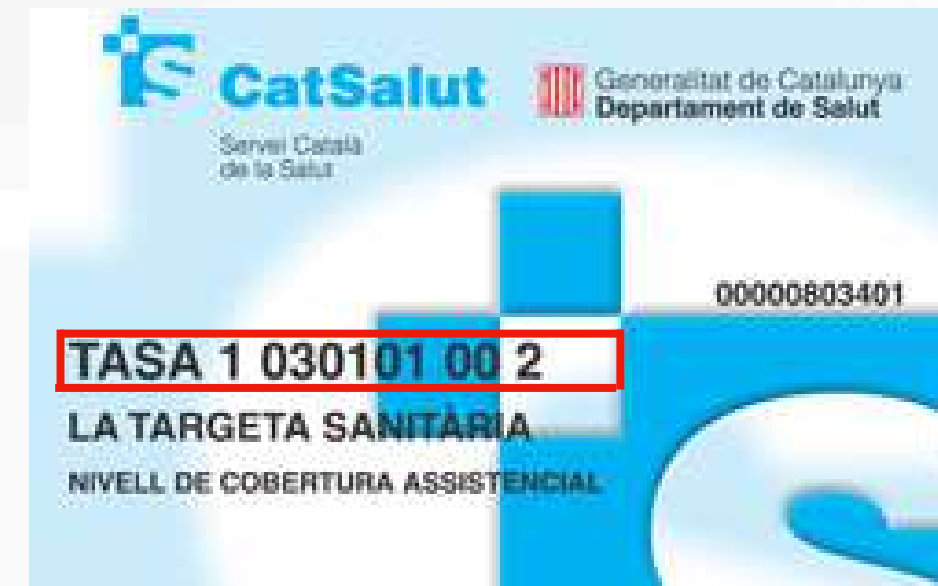 CatSalut
Servei Català
de la Salut
Generalitat de Catalunya
Departament de Salut
00000803401
TASA 1 030101 00 2
LA TARGETA SANITÀRIA
NIVELL DE COBERTURA ASSISTENCIAL